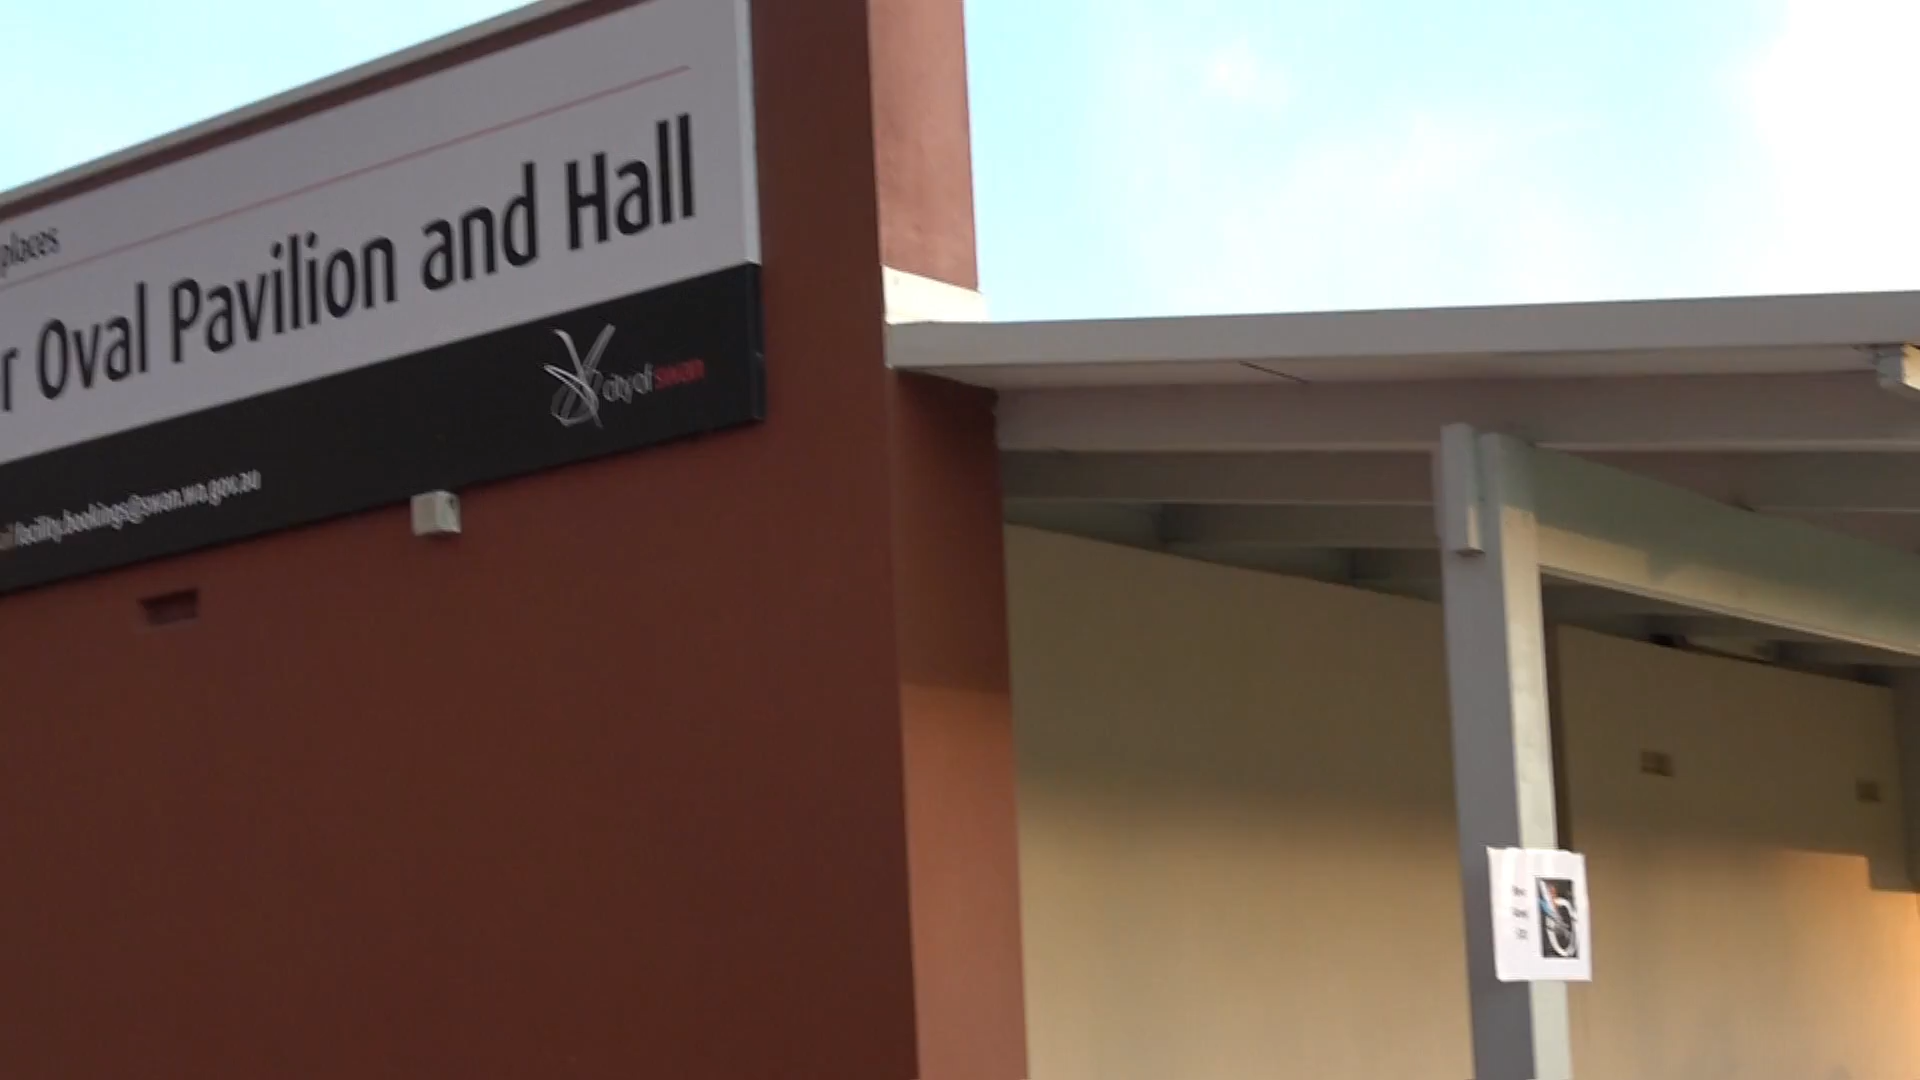 places
r Oval Pavilion and Hall
city of swan
facility.bookings@swan.wa.gov.au